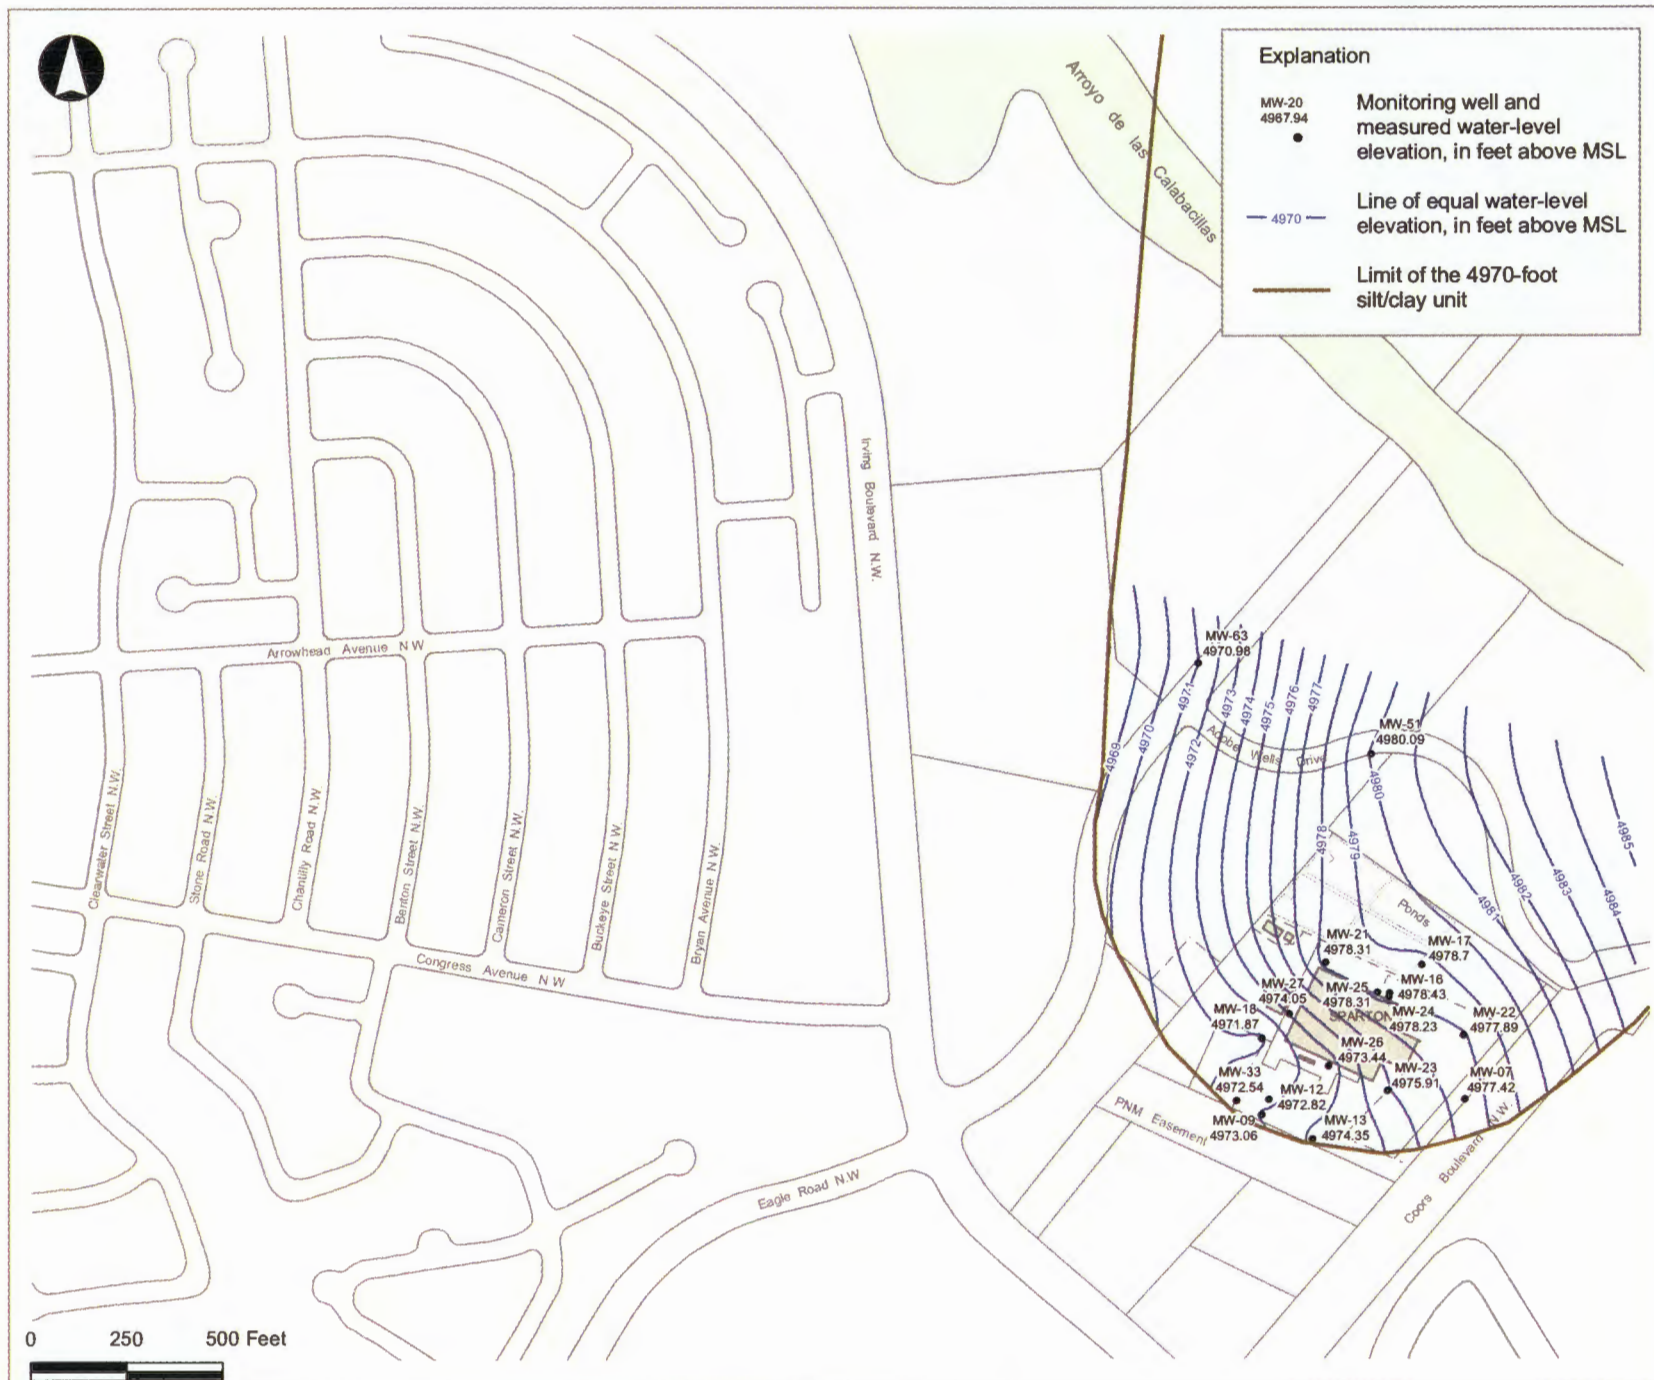 Explanation
MW-20
4967.94
Monitoring well and
measured water-level
elevation, in feet above MSL
4970
Line of equal water-level
elevation, in feet above MSL
Limit of the 4970-foot
silt/clay unit
Arroyo de las Calabacillas
Irving Boulevard N.W.
Arrowhead Avenue N W
Clearwater Street N.W.
Stone Road N.W.
Chantilly Road N.W
Benton Street N.W.
Cameron Street N.W.
Buckeye Street N W.
Bryan Avenue N W.
Congress Avenue N W
Eagle Road N.W
PNM Easement
Coors Boulevard N.W.
Adobe Wells Drive
Ponds
SPARTON
MW-63
4970.98
MW-51
4980.09
4969
4970
4971
4972
4973
4974
4975
4976
4977
4978
4979
4980
4981
4982
4983
4984
4985
MW-21
4978.31
MW-17
4978.7
MW-27
4974.05
MW-25
4978.31
MW-16
4978.43
MW-18
4971.87
MW-24
4978.23
MW-22
4977.89
MW-26
4973.44
MW-33
4972.54
MW-12
4972.82
MW-23
4975.91
MW-07
4977.42
MW-09
4973.06
MW-13
4974.35
0 250 500 Feet